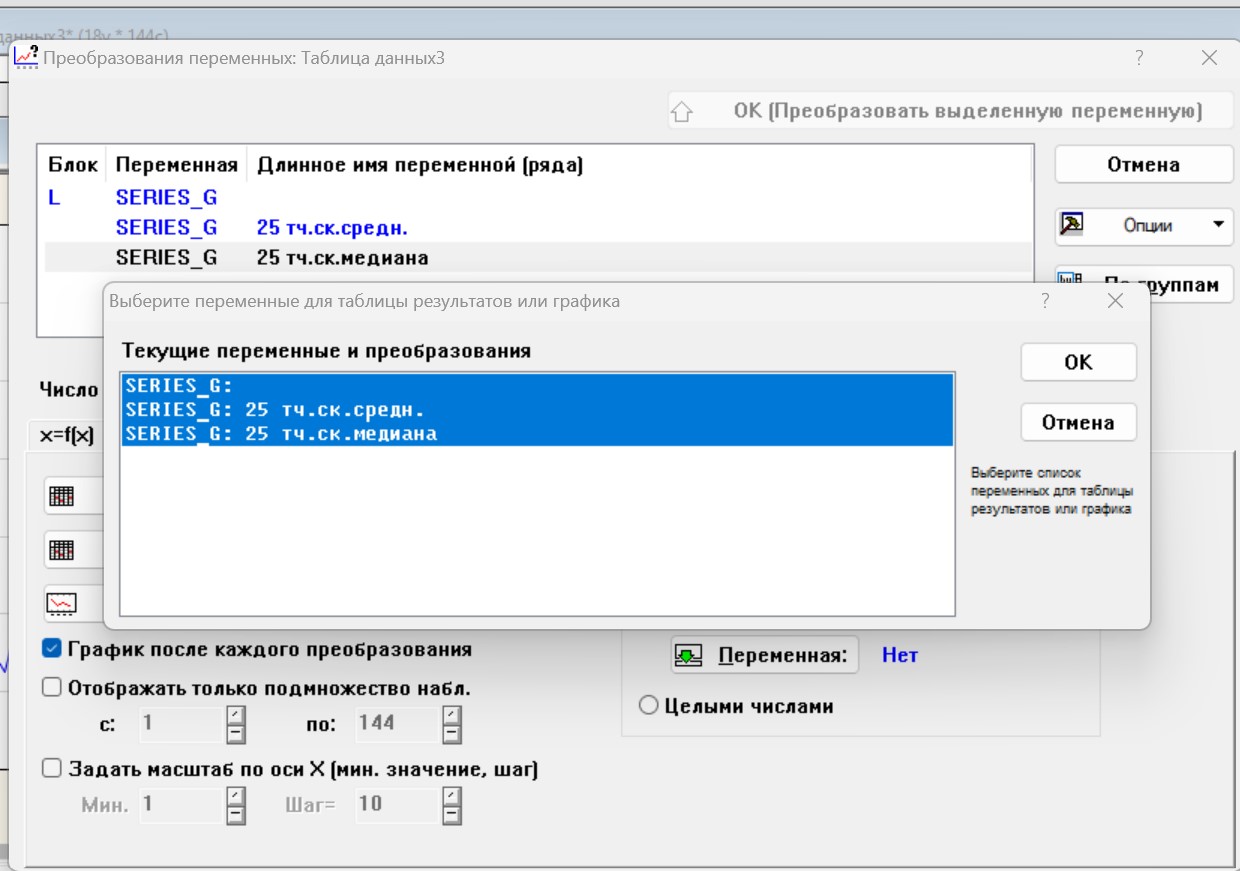 данных3* (18v * 144c)
Преобразования переменных: Таблица данных3
?
OK (Преобразовать выделенную переменную)
Блок Переменная Длинное имя переменной (ряда)
L SERIES_G
SERIES_G 25 тч.ск.средн.
SERIES_G 25 тч.ск.медиана
Отмена
Опции
По группам
Выберите переменные для таблицы результатов или графика
?
Текущие переменные и преобразования
SERIES_G:
SERIES_G: 25 тч.ск.средн.
SERIES_G: 25 тч.ск.медиана
OK
Отмена
Выберите список
переменных для таблицы
результатов или графика
Число
x=f(x)
График после каждого преобразования
Отображать только подмножество набл.
с: 1 по: 144
Задать масштаб по оси X (мин. значение, шаг)
Мин. 1 Шаг= 10
Переменная: Нет
Целыми числами